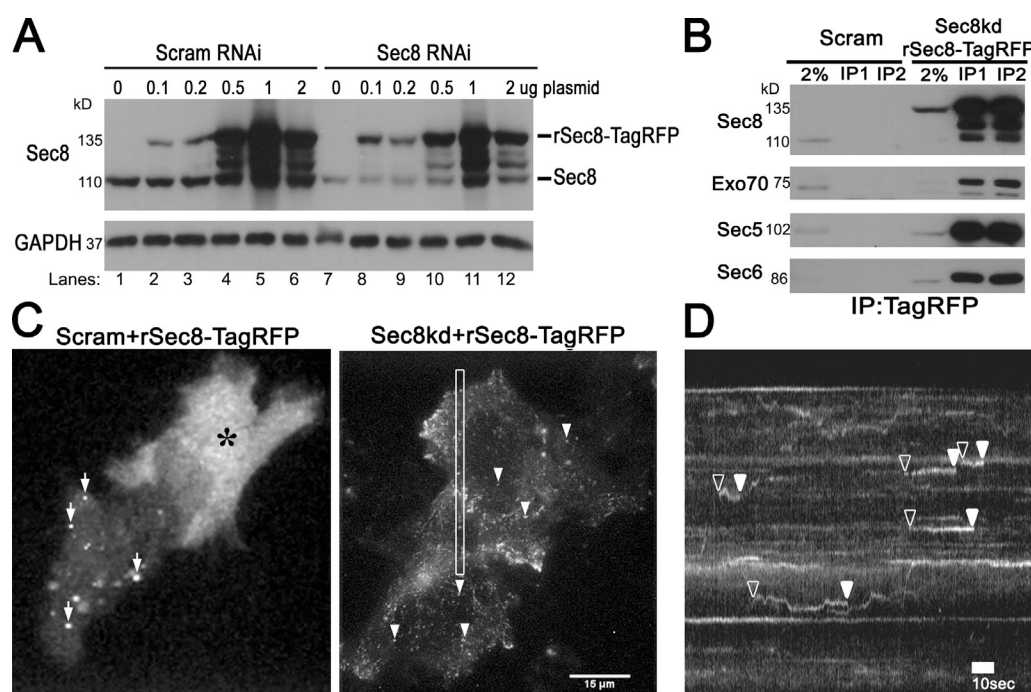 A
Scram RNAi Sec8 RNAi
0 0.1 0.2 0.5 1 2 0 0.1 0.2 0.5 1 2 ug plasmid
kD
135 rSec8-TagRFP
Sec8
110 Sec8
GAPDH 37
Lanes: 1 2 3 4 5 6 7 8 9 10 11 12
B
Scram Sec8kd
rSec8-TagRFP
2% IP1 IP2 2% IP1 IP2
kD
135
Sec8
110
Exo70 75
Sec5 102
Sec6 86
IP:TagRFP
C
Scram+rSec8-TagRFP Sec8kd+rSec8-TagRFP
*
15 µm
D
10sec